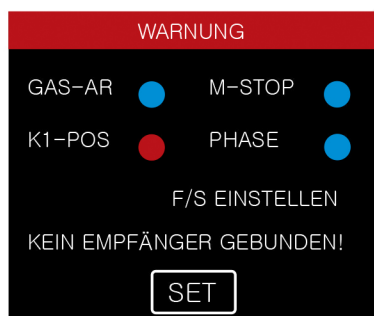 WARNUNG
GAS-AR M-STOP
K1-POS PHASE
F/S EINSTELLEN
KEIN EMPFÄNGER GEBUNDEN!
SET